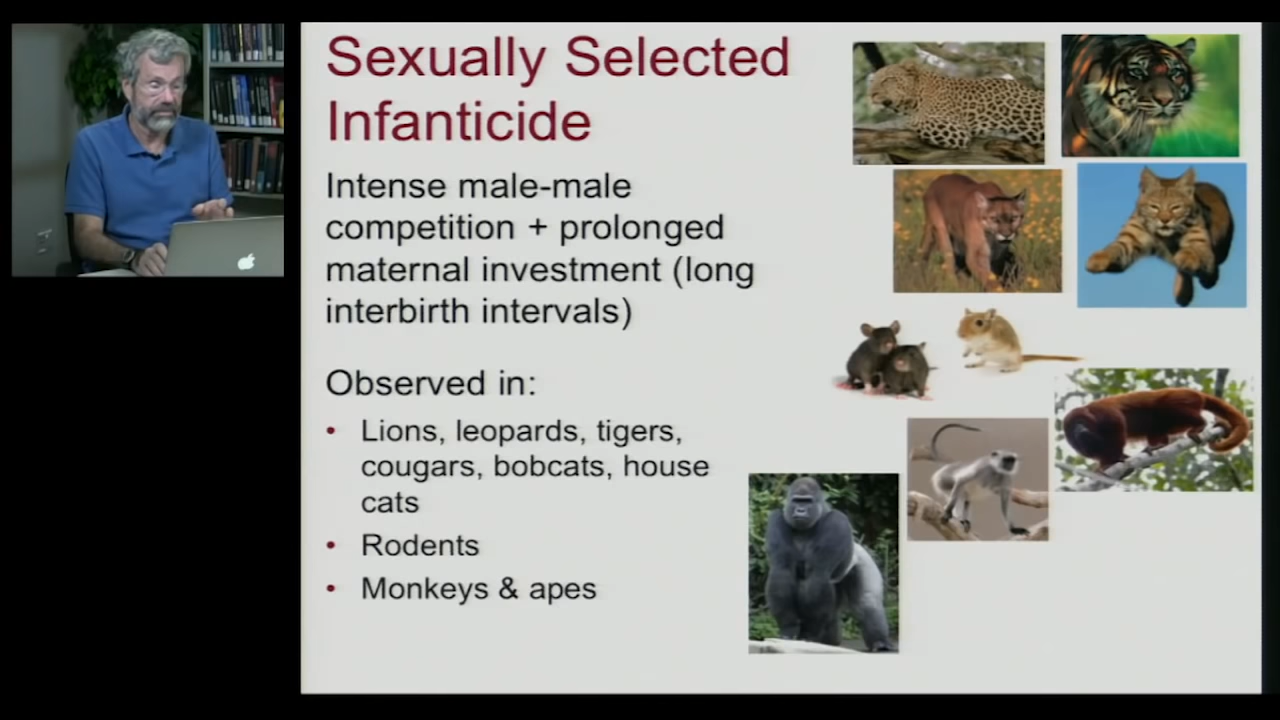 Sexually Selected
Infanticide
Intense male-male
competition + prolonged
maternal investment (long
interbirth intervals)
Observed in:
• Lions, leopards, tigers,
cougars, bobcats, house
cats
• Rodents
• Monkeys & apes